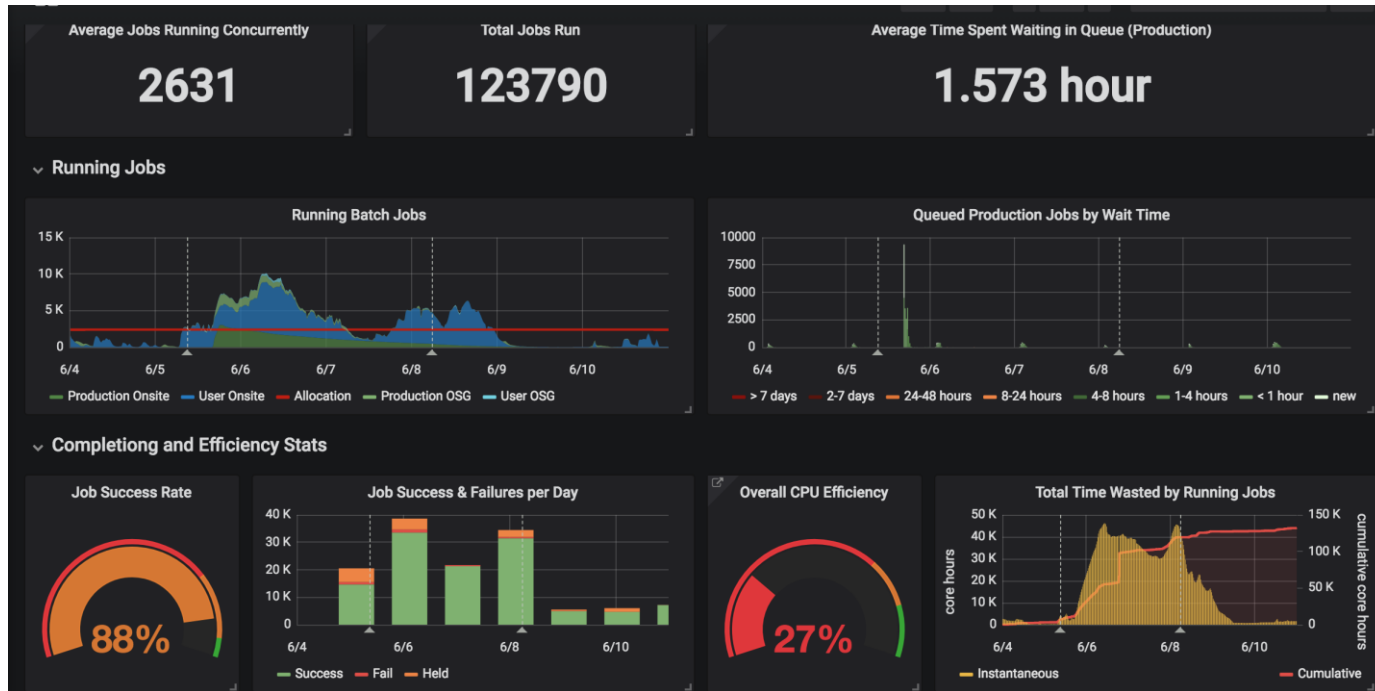 Average Jobs Running Concurrently
2631
Total Jobs Run
123790
Average Time Spent Waiting in Queue (Production)
1.573 hour
Running Jobs
Running Batch Jobs
15 K
10 K
5 K
0
6/4 6/5 6/6 6/7 6/8 6/9 6/10
Production Onsite User Onsite Allocation Production OSG User OSG
Queued Production Jobs by Wait Time
10000
7500
5000
2500
0
6/4 6/5 6/6 6/7 6/8 6/9 6/10
> 7 days 2-7 days 24-48 hours 8-24 hours 4-8 hours 1-4 hours < 1 hour new
Completiong and Efficiency Stats
Job Success Rate
88%
Job Success & Failures per Day
40 K
30 K
20 K
10 K
0
6/4 6/6 6/8 6/10
Success Fail Held
Overall CPU Efficiency
27%
Total Time Wasted by Running Jobs
core hours
50 K
40 K
30 K
20 K
10 K
0
150 K
100 K
50 K
0
cumulative core hours
6/4 6/6 6/8 6/10
Instantaneous Cumulative